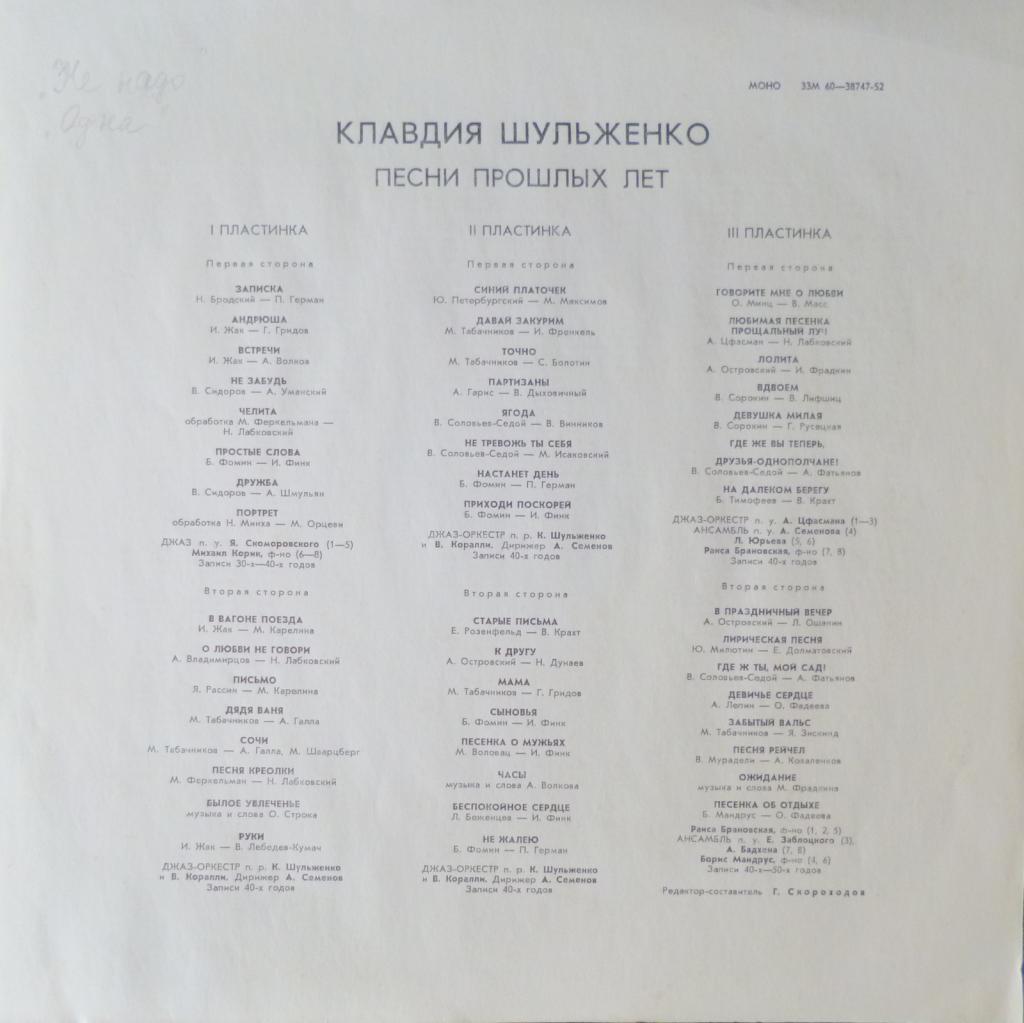 "Не надо"
"Одна"
МОНО 33М 60—38747-52
КЛАВДИЯ ШУЛЬЖЕНКО
ПЕСНИ ПРОШЛЫХ ЛЕТ
I ПЛАСТИНКА
Первая сторона
ЗАПИСКА
Н. Бродский — П. Герман
АНДРЮША
И. Жак — Г. Гридов
ВСТРЕЧИ
И. Жак — А. Волков
НЕ ЗАБУДЬ
В. Сидоров — А. Уманский
ЧЕЛИТА
обработка М. Феркельмана —
Н. Лабковский
ПРОСТЫЕ СЛОВА
Б. Фомин — И. Финк
ДРУЖБА
В. Сидоров — А. Шмульян
ПОРТРЕТ
обработка Н. Минха — М. Орцеви
ДЖАЗ п. у. Я. Скоморовского (1—5)
Михаил Корик, ф-но (6—8)
Записи 30-х—40-х годов
Вторая сторона
В ВАГОНЕ ПОЕЗДА
И. Жак — М. Карелина
О ЛЮБВИ НЕ ГОВОРИ
А. Владимирцов — Н. Лабковский
ПИСЬМО
Л. Рассин — М. Карелина
ДЯДЯ ВАНЯ
М. Табачников — А. Галла
СОЧИ
М. Табачников — А. Галла, М. Шварцберг
ПЕСНЯ КРЕОЛКИ
М. Феркельман — Н. Лабковский
БЫЛОЕ УВЛЕЧЕНЬЕ
музыка и слова О. Строка
РУКИ
И. Жак — В. Лебедев-Кумач
ДЖАЗ-ОРКЕСТР п. р. К. Шульженко
и В. Коралли. Дирижер А. Семенов
Записи 40-х годов
II ПЛАСТИНКА
Первая сторона
СИНИЙ ПЛАТОЧЕК
Ю. Петербургский — М. Максимов
ДАВАЙ ЗАКУРИМ
М. Табачников — И. Френкель
ТОЧНО
М. Табачников — С. Болотин
ПАРТИЗАНЫ
А. Гарис — В. Дыховичный
ЯГОДА
В. Соловьев-Седой — В. Винников
НЕ ТРЕВОЖЬ ТЫ СЕБЯ
В. Соловьев-Седой — М. Исаковский
НАСТАНЕТ ДЕНЬ
Б. Фомин — П. Герман
ПРИХОДИ ПОСКОРЕЙ
Б. Фомин — И. Финк
ДЖАЗ-ОРКЕСТР п. р. К. Шульженко
и В. Коралли. Дирижер А. Семенов
Записи 40-х годов
Вторая сторона
СТАРЫЕ ПИСЬМА
Е. Розенфельд — В. Крахт
К ДРУГУ
А. Островский — Н. Дунаев
МАМА
М. Табачников — Г. Гридов
СЫНОВЬЯ
Б. Фомин — И. Финк
ПЕСЕНКА О МУЖЬЯХ
М. Воловац — И. Финк
ЧАСЫ
музыка и слова А. Волкова
БЕСПОКОЙНОЕ СЕРДЦЕ
Л. Беженцев — И. Финк
НЕ ЖАЛЕЮ
Б. Фомин — П. Герман
ДЖАЗ-ОРКЕСТР п. р. К. Шульженко
и В. Коралли. Дирижер А. Семенов
Записи 40-х годов
III ПЛАСТИНКА
Первая сторона
ГОВОРИТЕ МНЕ О ЛЮБВИ
О. Минц — В. Масс
ЛЮБИМАЯ ПЕСЕНКА
ПРОЩАЛЬНЫЙ ЛУЧ
А. Цфасман — Н. Лабковский
ЛОЛИТА
А. Островский — И. Фрадкин
ВДВОЕМ
В. Сорокин — В. Лифшиц
ДЕВУШКА МИЛАЯ
В. Сорокин — Г. Русецкая
ГДЕ ЖЕ ВЫ ТЕПЕРЬ,
ДРУЗЬЯ-ОДНОПОЛЧАНЕ!
В. Соловьев-Седой — А. Фатьянов
НА ДАЛЕКОМ БЕРЕГУ
Б. Тимофеев — В. Крахт
ДЖАЗ-ОРКЕСТР п. у. А. Цфасмана (1—3)
АНСАМБЛЬ п. у. А. Семенова (4)
Л. Юрьева (5, 6)
Раиса Брановская, ф-но (7, 8)
Записи 40-х годов
Вторая сторона
В ПРАЗДНИЧНЫЙ ВЕЧЕР
А. Островский — Л. Ошанин
ЛИРИЧЕСКАЯ ПЕСНЯ
Ю. Милютин — Е. Долматовский
ГДЕ Ж ТЫ, МОЙ САД!
В. Соловьев-Седой — А. Фатьянов
ДЕВИЧЬЕ СЕРДЦЕ
А. Лепин — О. Фадеева
ЗАБЫТЫЙ ВАЛЬС
М. Табачников — Я. Зискинд
ПЕСНЯ РЕЙЧЕЛ
В. Мурадели — А. Коваленков
ОЖИДАНИЕ
музыка и слова М. Фрадкина
ПЕСЕНКА ОБ ОТДЫХЕ
Б. Мандрус — О. Фадеева
Раиса Брановская, ф-но (1, 2, 5)
АНСАМБЛЬ п. у. Е. Заблоцкого (3),
А. Бадхена (7, 8)
Борис Мандрус, ф-но (4, 6)
Записи 40-х—50-х годов
Редактор-составитель Г. Скороходов